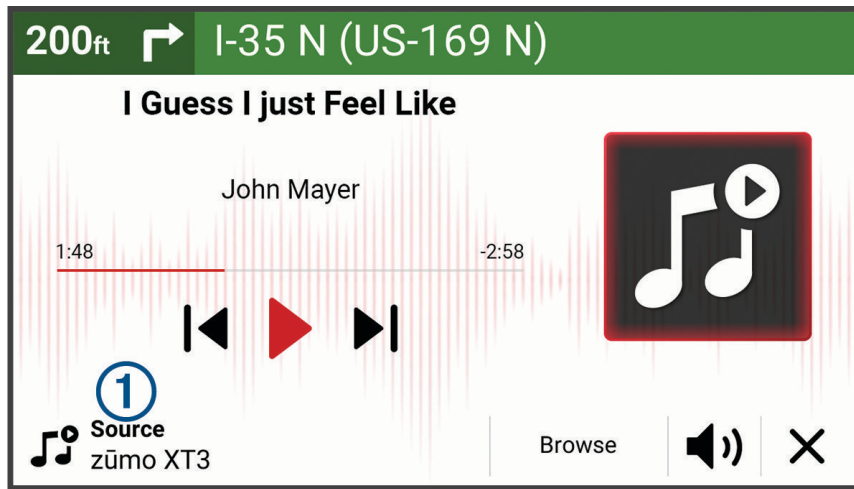 200ft I-35 N (US-169 N)
I Guess I just Feel Like
John Mayer
1:48 -2:58
1
Source
zūmo XT3
Browse